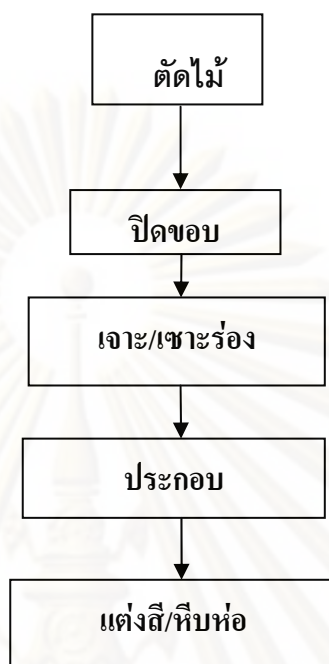 ตัดไม้
ปิดขอบ
เจาะ/เซาะร่อง
ประกอบ
แต่งสี/หีบห่อ